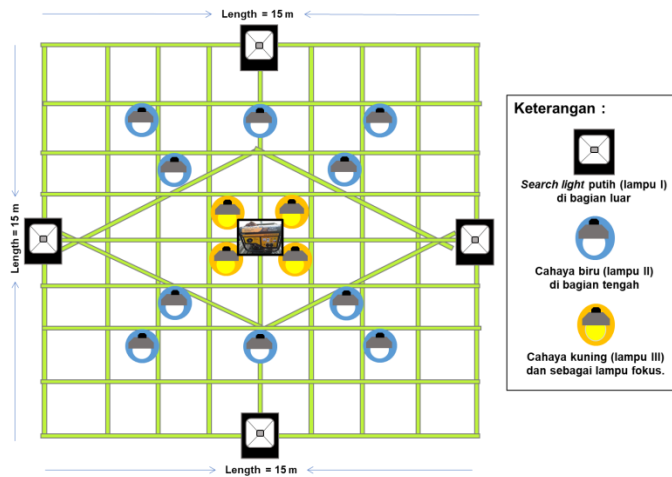 Length = 15 m
Length = 15 m
Length = 15 m
Keterangan :
Search light putih (lampu I)
di bagian luar
Cahaya biru (lampu II)
di bagian tengah
Cahaya kuning (lampu III)
dan sebagai lampu fokus.